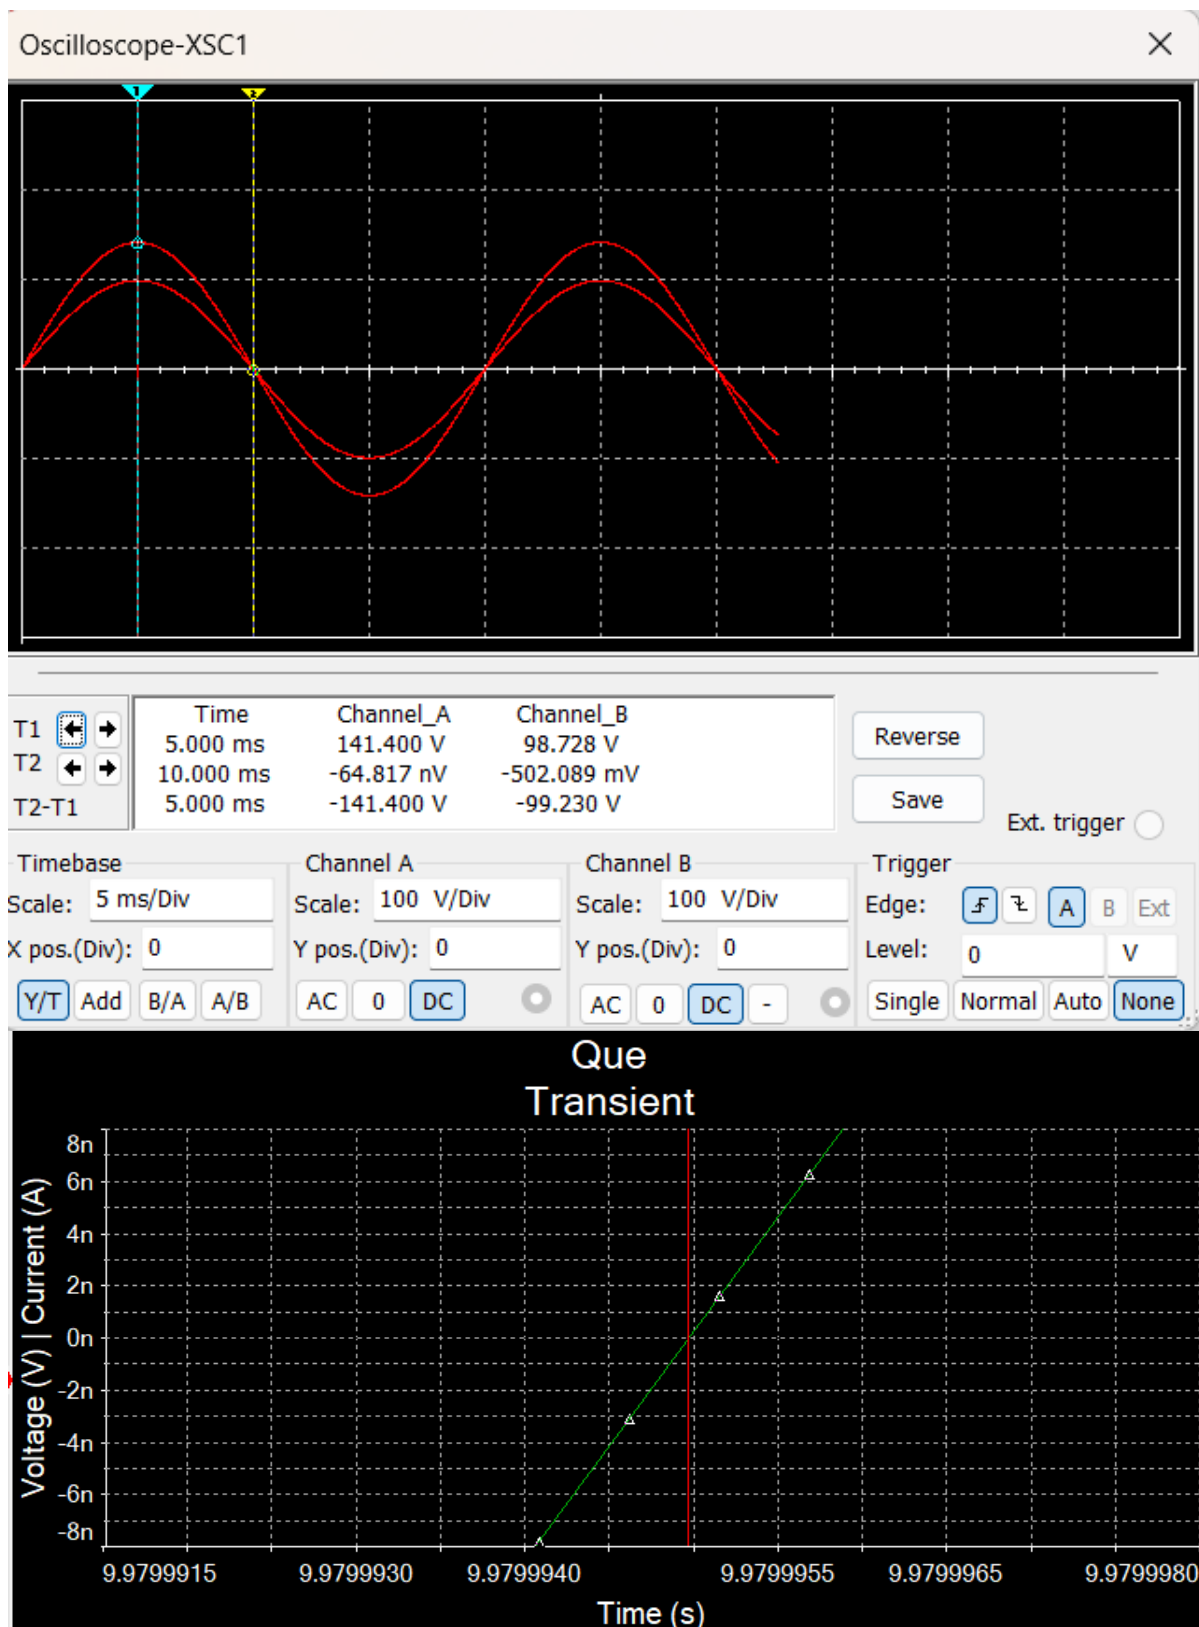 Oscilloscope-XSC1
1 2
Time Channel_A Channel_B
T1 5.000 ms 141.400 V 98.728 V
T2 10.000 ms -64.817 nV -502.089 mV
T2-T1 5.000 ms -141.400 V -99.230 V
Reverse
Save
Ext. trigger
Timebase Channel A Channel B Trigger
Scale: 5 ms/Div Scale: 100 V/Div Scale: 100 V/Div Edge: A B Ext
X pos.(Div): 0 Y pos.(Div): 0 Y pos.(Div): 0 Level: 0 V
Y/T Add B/A A/B AC 0 DC AC 0 DC - Single Normal Auto None
Que
Transient
Voltage (V) | Current (A)
8n
6n
4n
2n
0n
-2n
-4n
-6n
-8n
9.9799915 9.9799930 9.9799940 9.9799955 9.9799965 9.9799980
Time (s)